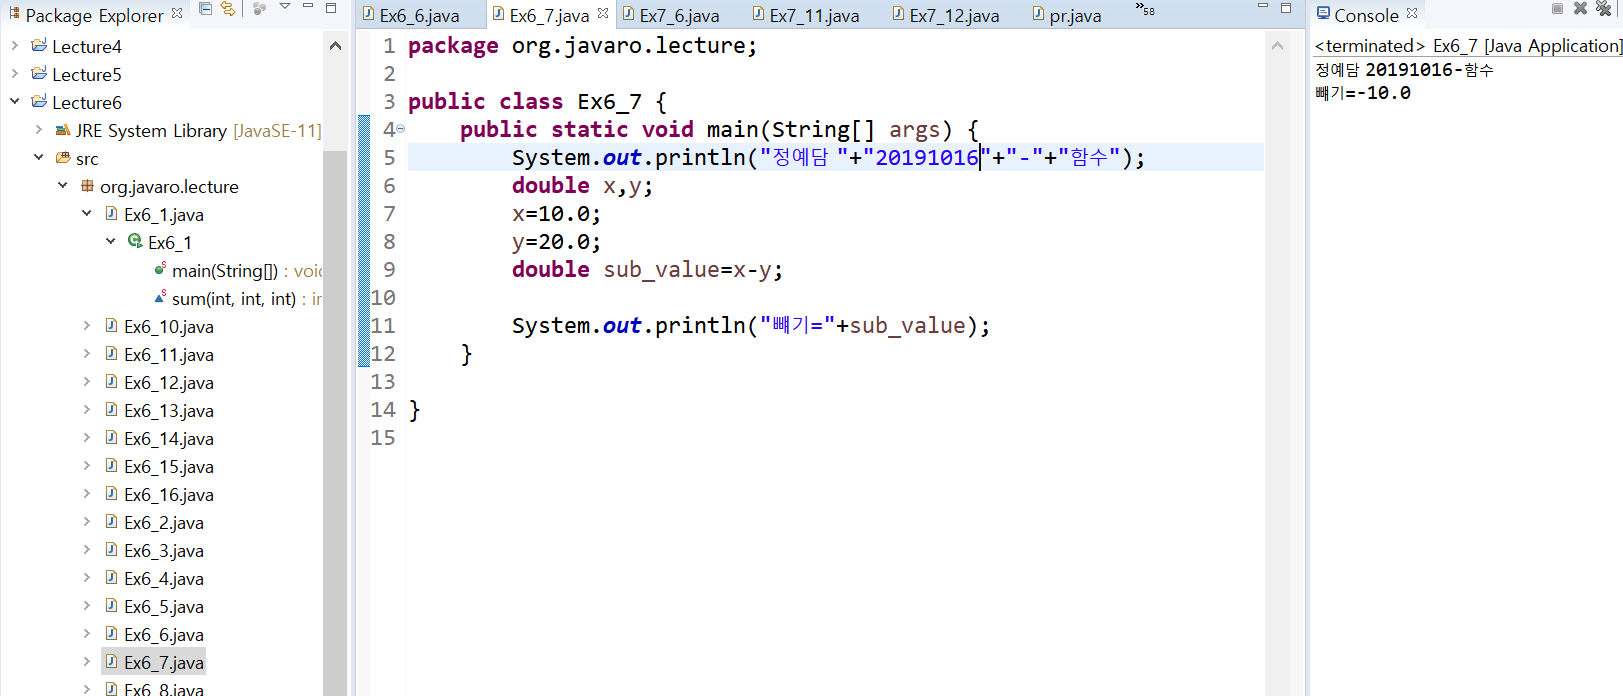 Package Explorer
Lecture4
Lecture5
Lecture6
JRE System Library [JavaSE-11]
src
org.javaro.lecture
Ex6_1.java
Ex6_1
main(String[]) : voic
sum(int, int, int) : ir
Ex6_10.java
Ex6_11.java
Ex6_12.java
Ex6_13.java
Ex6_14.java
Ex6_15.java
Ex6_16.java
Ex6_2.java
Ex6_3.java
Ex6_4.java
Ex6_5.java
Ex6_6.java
Ex6_7.java
Ex6_8.java
Ex6_6.java Ex6_7.java Ex7_6.java Ex7_11.java Ex7_12.java pr.java »58
1 package org.javaro.lecture;
2
3 public class Ex6_7 {
4 public static void main(String[] args) {
5 System.out.println("정예담 "+"20191016"+"-"+"함수");
6 double x,y;
7 x=10.0;
8 y=20.0;
9 double sub_value=x-y;
10
11 System.out.println("빼기="+sub_value);
12 }
13
14 }
15
Console
<terminated> Ex6_7 [Java Application]
정예담 20191016-함수
빼기=-10.0